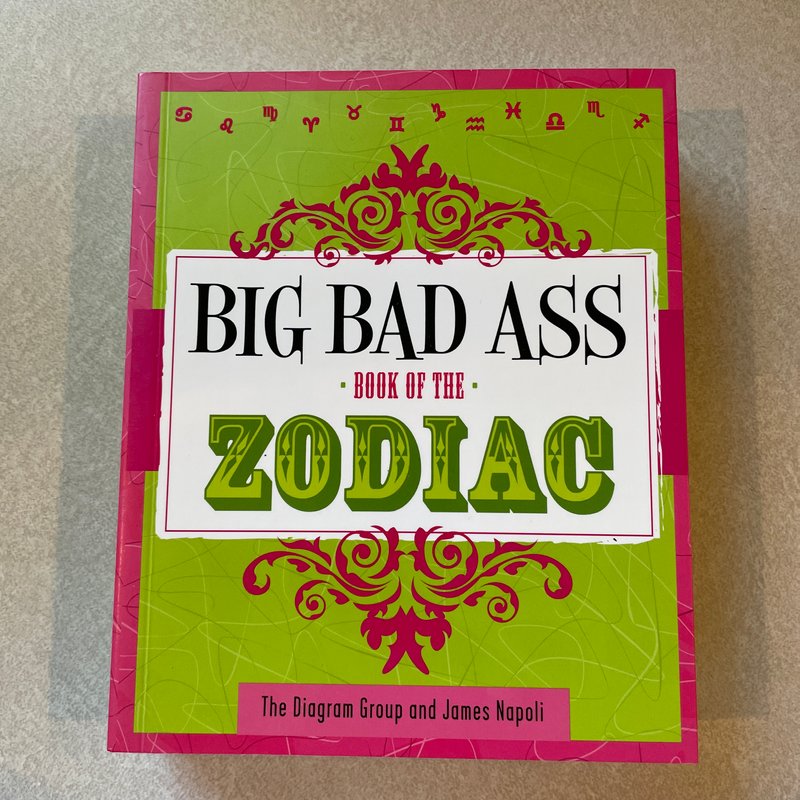 ♋ ♌ ♍ ♈ ♉ ♊ ♑ ♒ ♓ ♎ ♏ ♐
BIG BAD ASS
· BOOK OF THE ·
ZODIAC
The Diagram Group and James Napoli